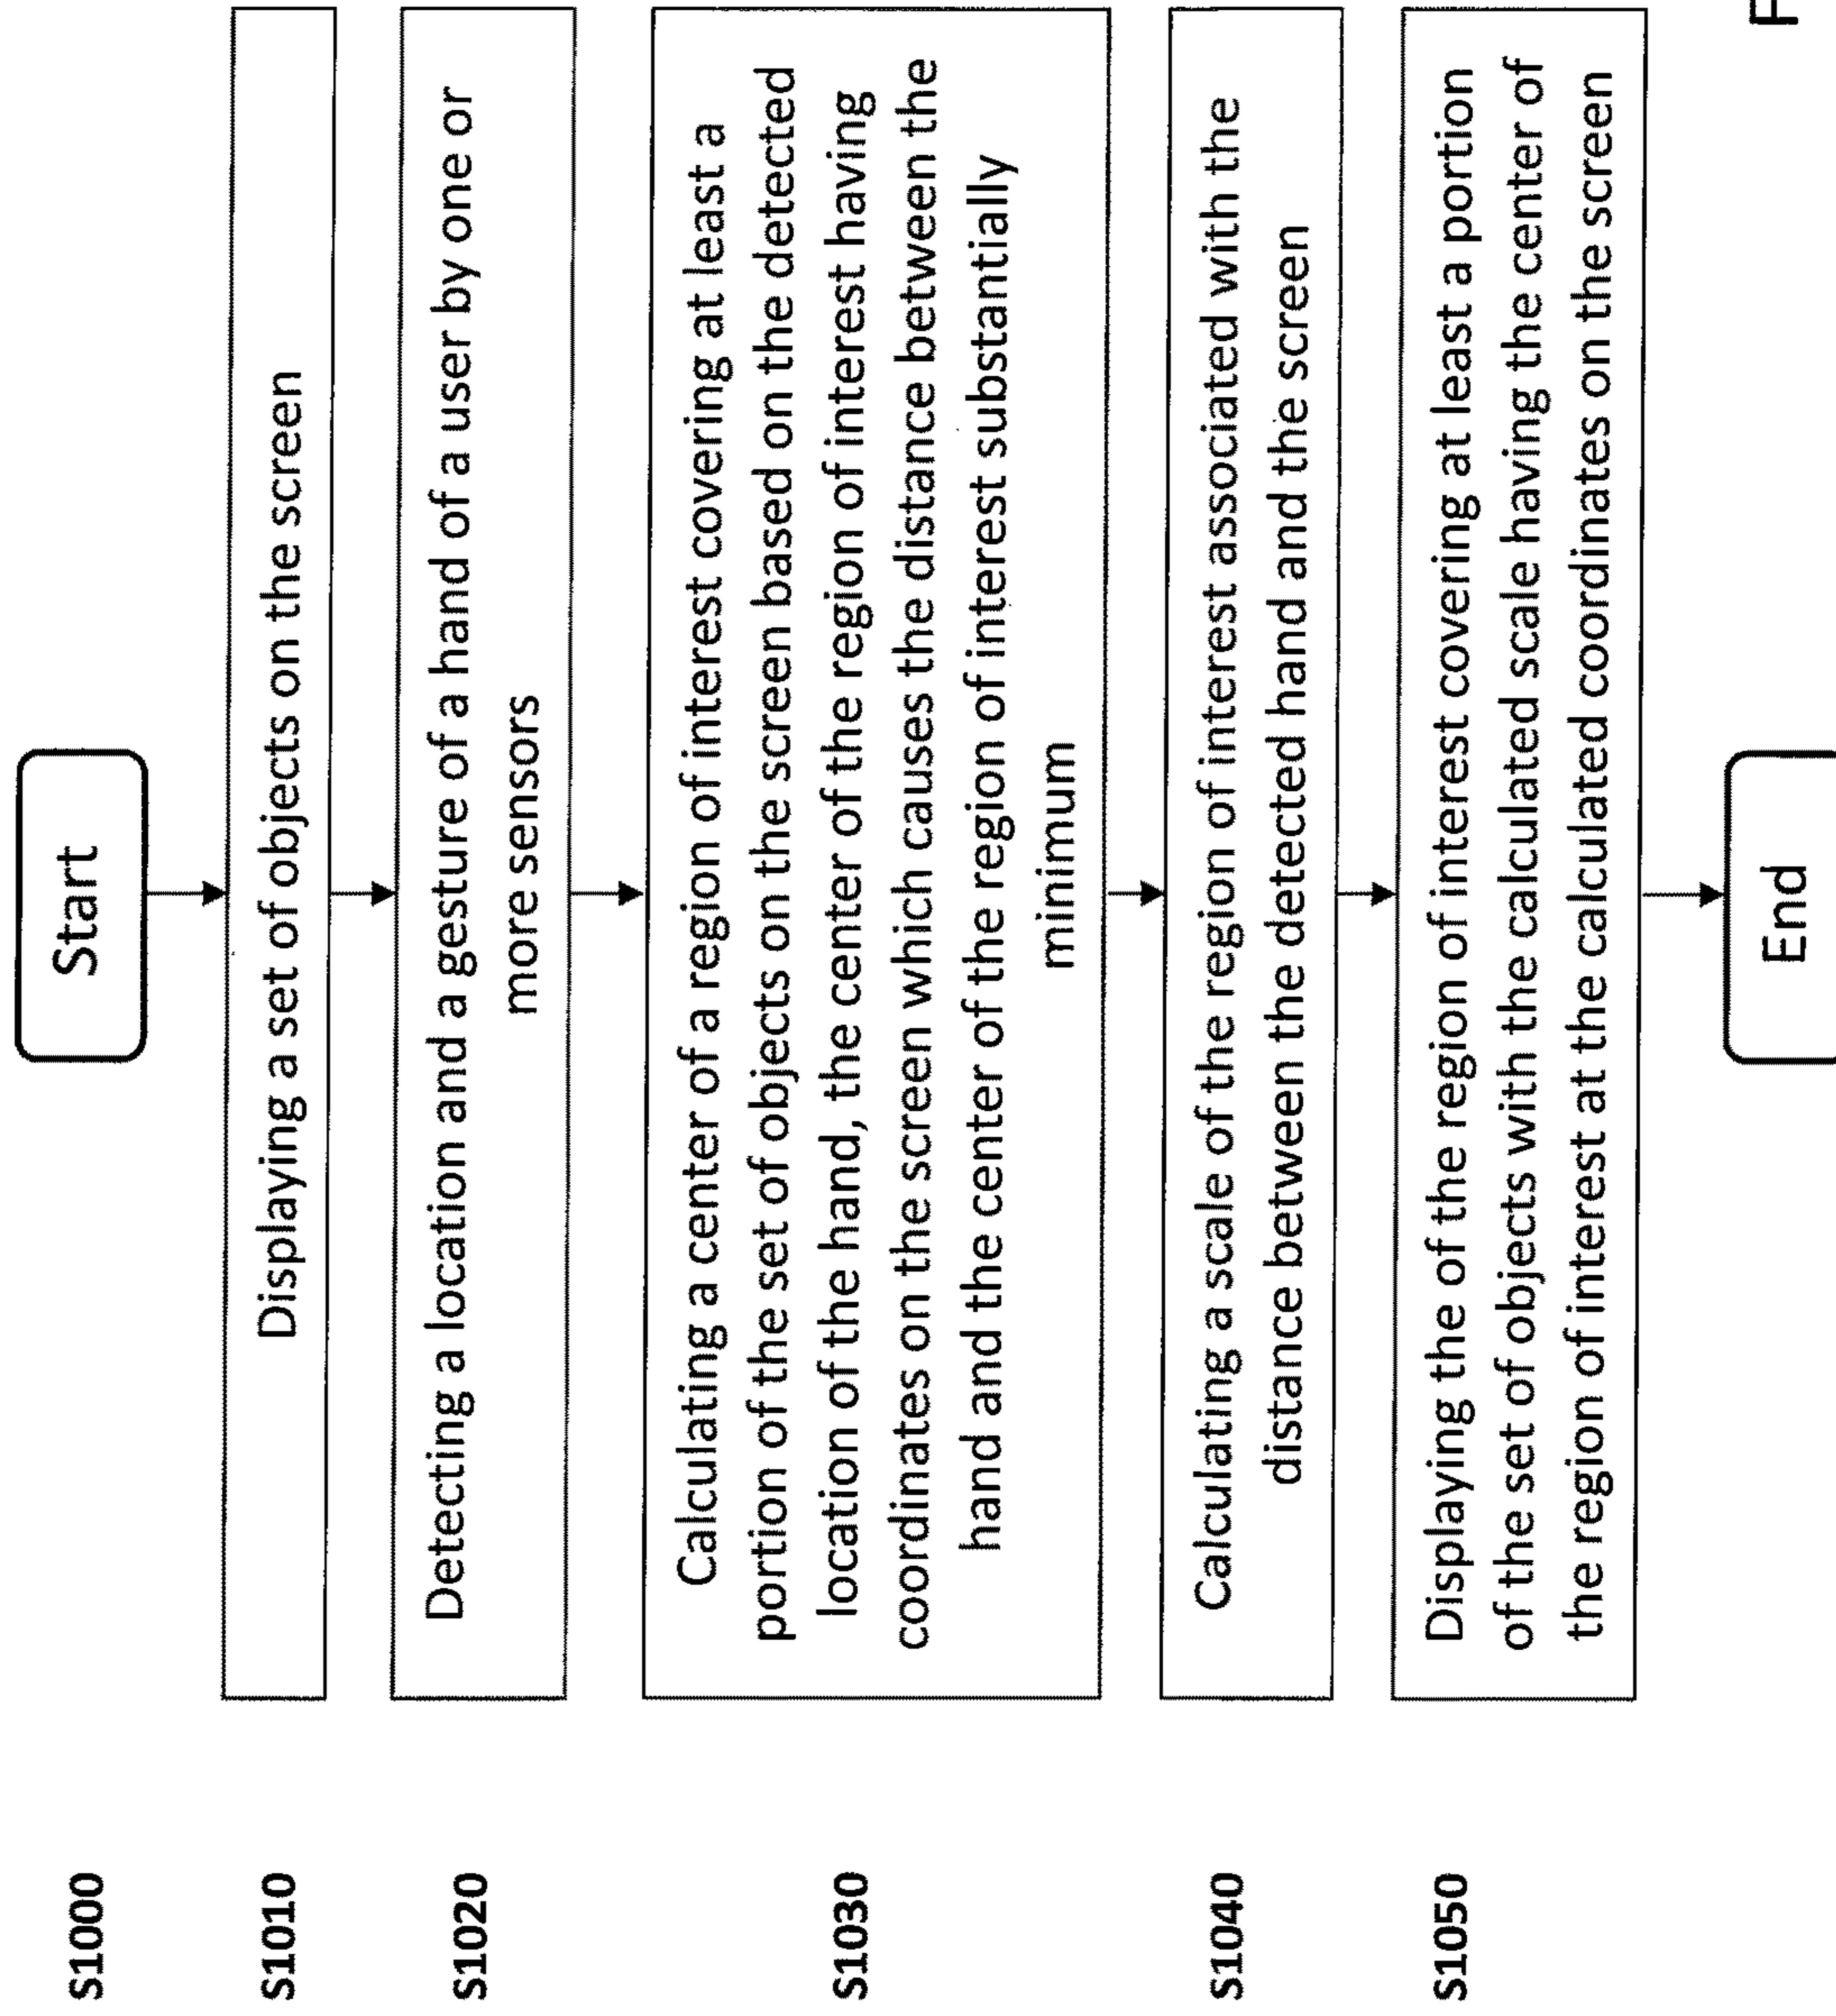 S1000
Start
S1010
Displaying a set of objects on the screen
S1020
Detecting a location and a gesture of a hand of a user by one or
more sensors
S1030
Calculating a center of a region of interest covering at least a
portion of the set of objects on the screen based on the detected
location of the hand, the center of the region of interest having
coordinates on the screen which causes the distance between the
hand and the center of the region of interest substantially
minimum
S1040
Calculating a scale of the region of interest associated with the
distance between the detected hand and the screen
S1050
Displaying the of the region of interest covering at least a portion
of the set of objects with the calculated scale having the center of
the region of interest at the calculated coordinates on the screen
End